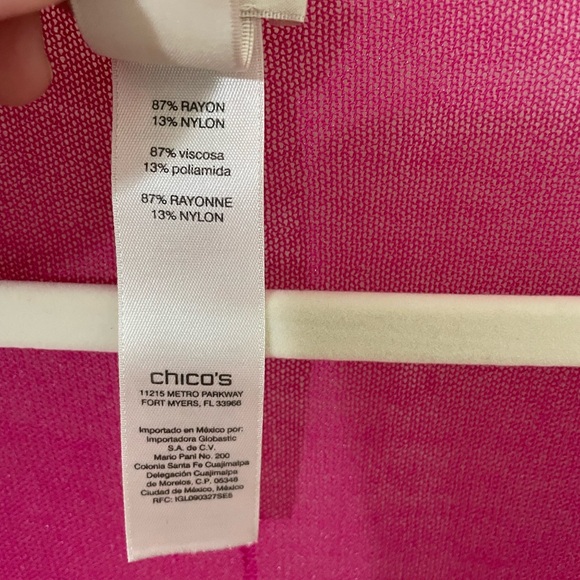 87% RAYON
13% NYLON
87% viscosa
13% poliamida
87% RAYONNE
13% NYLON
chico's
11215 METRO PARKWAY
FORT MYERS, FL 33966
Importado en México por:
Importadora Globastic
S.A. de C.V.
Mario Pani No. 200
Colonia Santa Fe Cuajimalpa
Delegación Cuajimalpa
de Morelos, C.P. 05348
Ciudad de México, México
RFC: IGL090327SE5